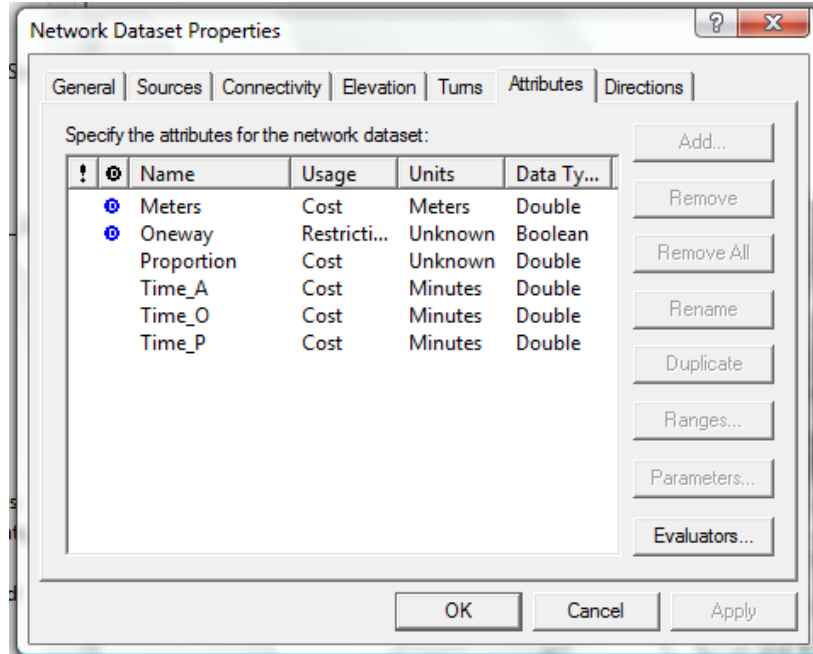 Network Dataset Properties
General Sources Connectivity Elevation Turns Attributes Directions
Specify the attributes for the network dataset:
Add...
! Name Usage Units Data Ty...
Meters Cost Meters Double
Remove
Oneway Restricti... Unknown Boolean
Proportion Cost Unknown Double
Remove All
Time_A Cost Minutes Double
Time_O Cost Minutes Double
Rename
Time_P Cost Minutes Double
Duplicate
Ranges...
Parameters...
Evaluators...
OK Cancel Apply